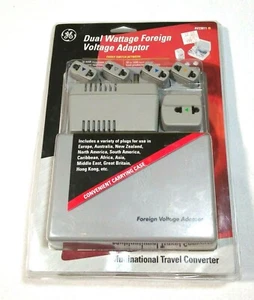 GE
Dual Wattage Foreign
Voltage Adaptor
Includes a variety of plugs for use in
Europe, Australia, New Zealand,
North America, South America,
Caribbean, Africa, Asia,
Middle East, Great Britain,
Hong Kong, etc.
CONVENIENT CARRYING CASE
Foreign Voltage Adaptor
Multinational Travel Converter